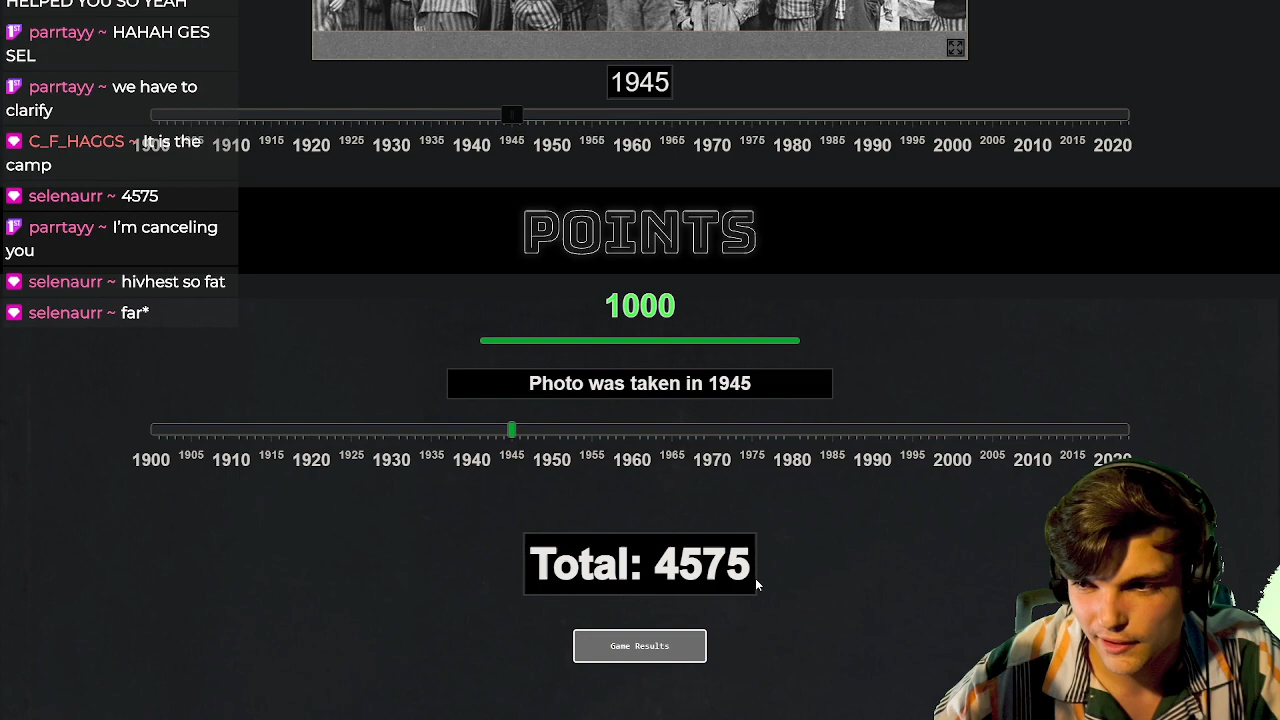 HELPED YOU SO YEAH
parrtayy ~ HAHAH GES
SEL
parrtayy ~ we have to
clarify
C_F_HAGGS ~ It is the
camp
selenaurr ~ 4575
parrtayy ~ I'm canceling
you
selenaurr ~ hivhest so fat
selenaurr ~ far*
1945
1900 1905 1910 1915 1920 1925 1930 1935 1940 1945 1950 1955 1960 1965 1970 1975 1980 1985 1990 1995 2000 2005 2010 2015 2020
POINTS
1000
Photo was taken in 1945
1900 1905 1910 1915 1920 1925 1930 1935 1940 1945 1950 1955 1960 1965 1970 1975 1980 1985 1990 1995 2000 2005 2010 2015 2020
Total: 4575
Game Results